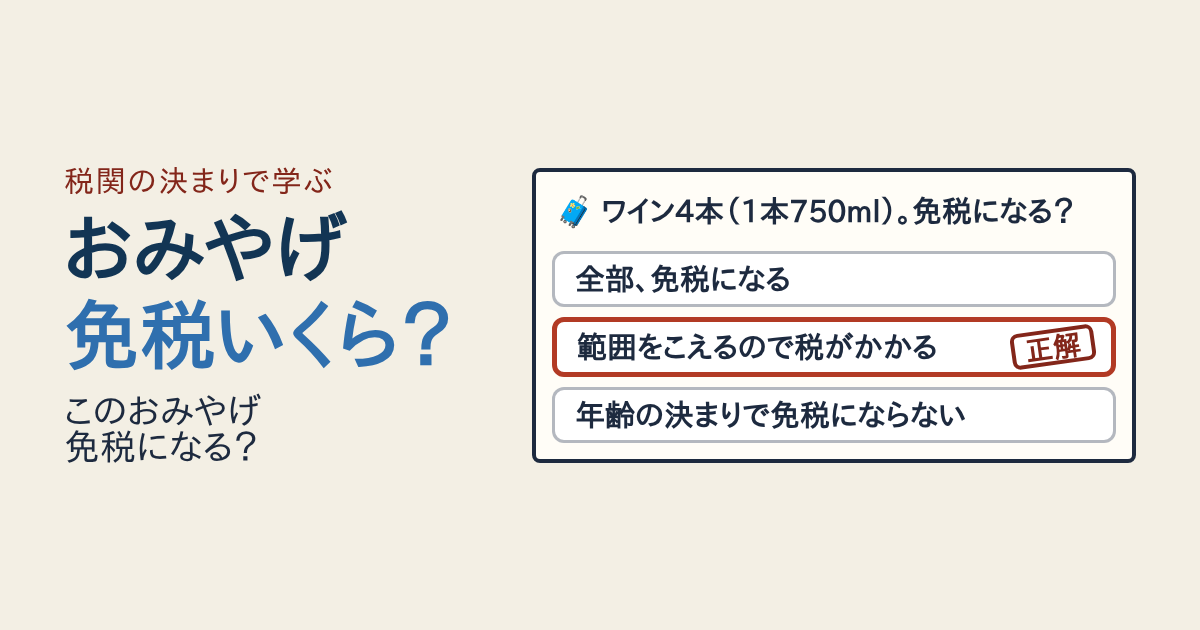 税関の決まりで学ぶ
おみやげ
免税いくら？
このおみやげ
免税になる？
ワイン4本（1本750ml）。免税になる？
全部、免税になる
範囲をこえるので税がかかる
正解
年齢の決まりで免税にならない